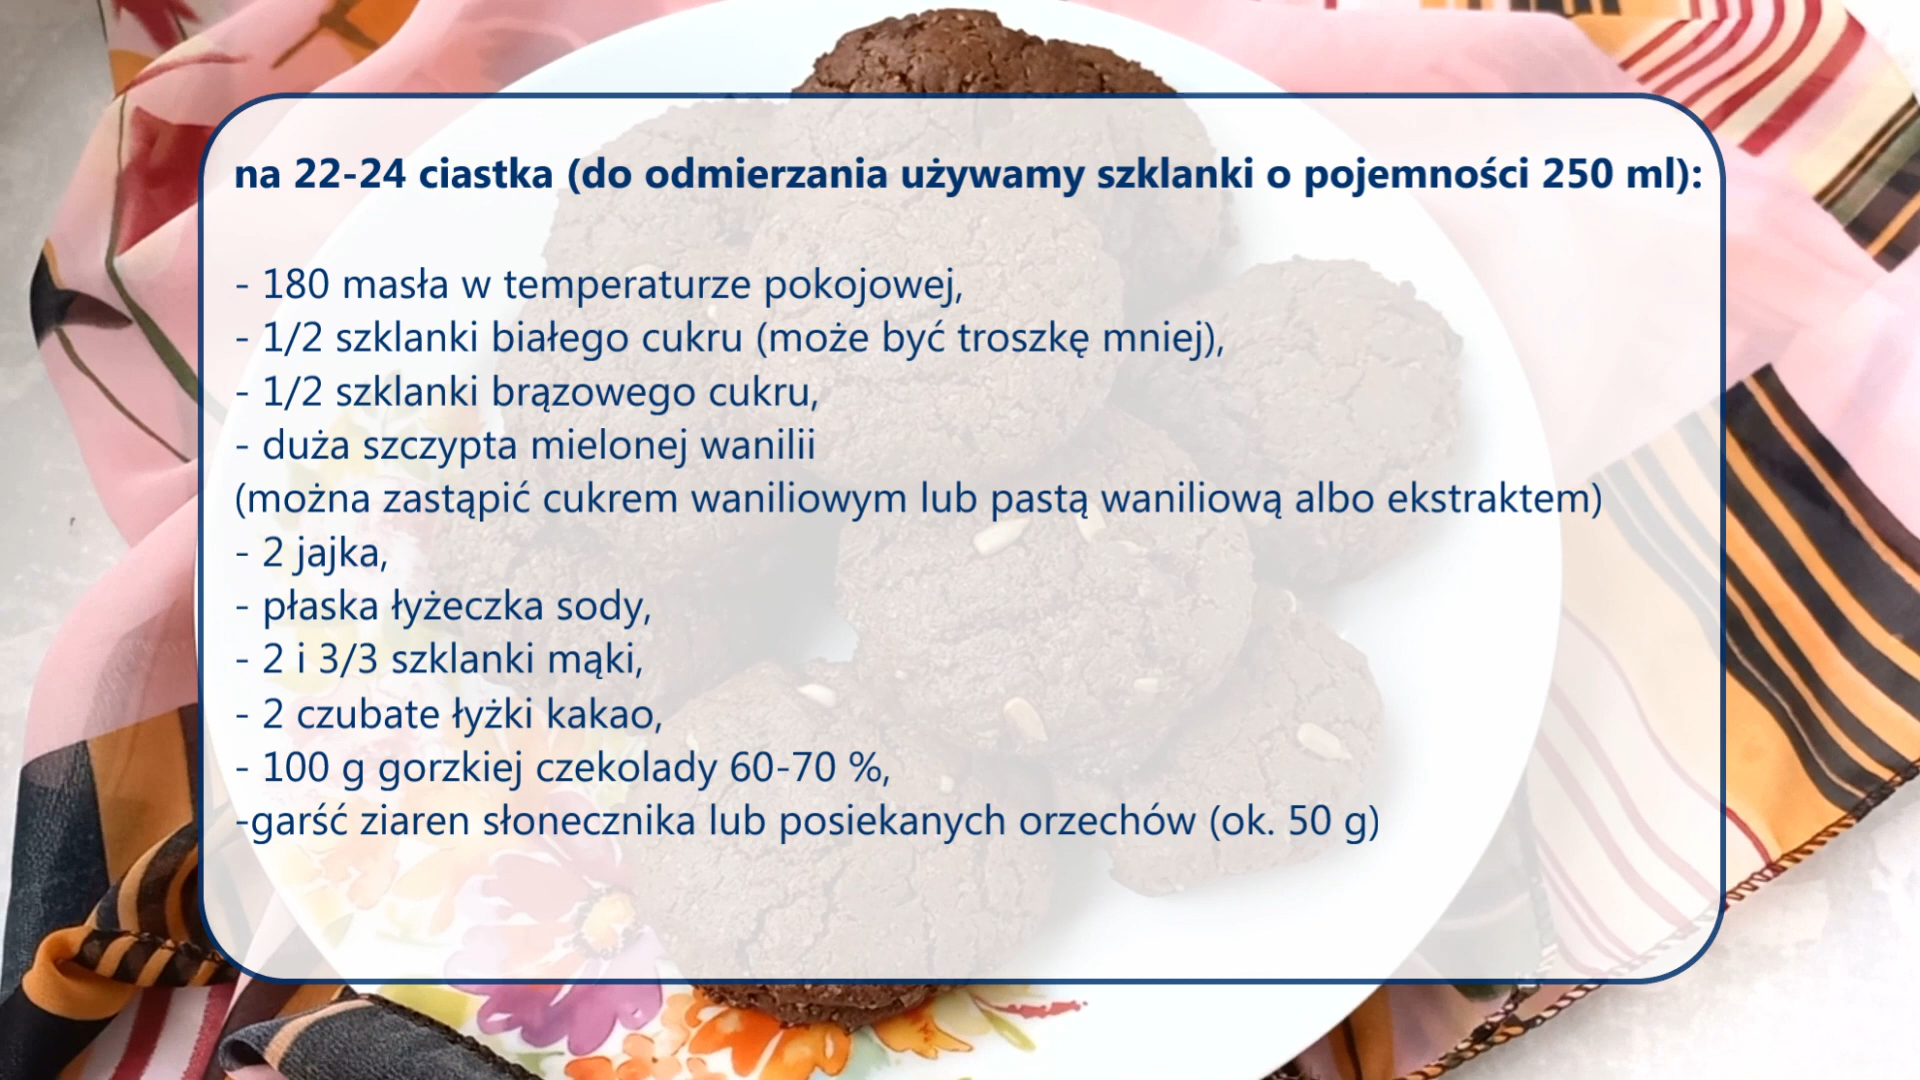 na 22-24 ciastka (do odmierzania używamy szklanki o pojemności 250 ml):
- 180 masła w temperaturze pokojowej,
- 1/2 szklanki białego cukru (może być troszkę mniej),
- 1/2 szklanki brązowego cukru,
- duża szczypta mielonej wanilii
(można zastąpić cukrem waniliowym lub pastą waniliową albo ekstraktem)
- 2 jajka,
- płaska łyżeczka sody,
- 2 i 3/3 szklanki mąki,
- 2 czubate łyżki kakao,
- 100 g gorzkiej czekolady 60-70 %,
-garść ziaren słonecznika lub posiekanych orzechów (ok. 50 g)